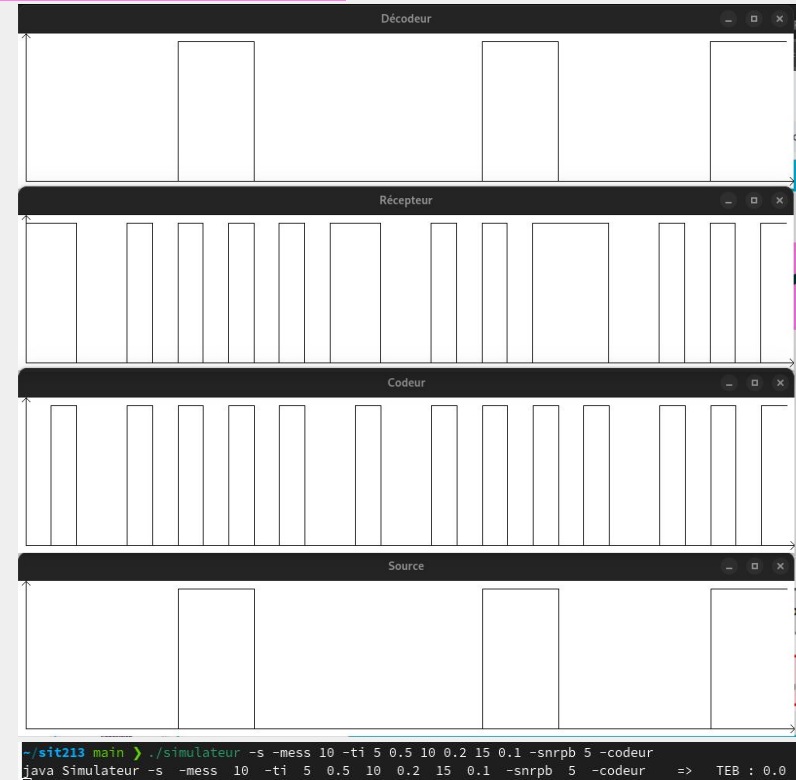 Décodeur
Récepteur
Codeur
Source
~/sit213 main ❯ ./simulateur -s -mess 10 -ti 5 0.5 10 0.2 15 0.1 -snrpb 5 -codeur
java Simulateur -s -mess 10 -ti 5 0.5 10 0.2 15 0.1 -snrpb 5 -codeur => TEB : 0.0